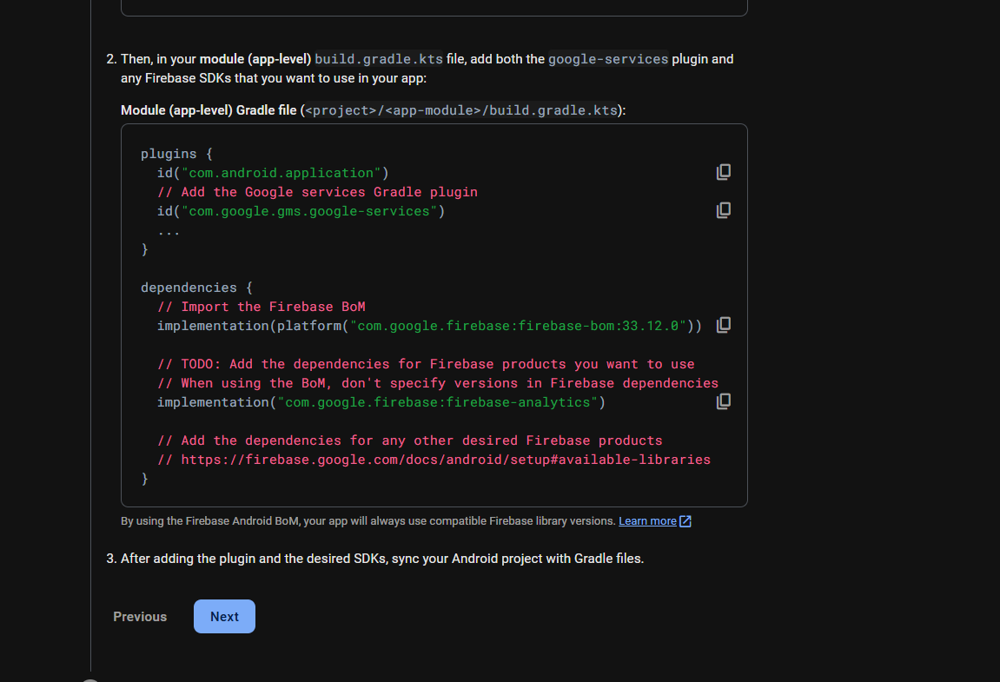 2. Then, in your module (app-level) build.gradle.kts file, add both the google-services plugin and
any Firebase SDKs that you want to use in your app:
Module (app-level) Gradle file (<project>/<app-module>/build.gradle.kts):
plugins {
  id("com.android.application")
  // Add the Google services Gradle plugin
  id("com.google.gms.google-services")
  ...
}
dependencies {
  // Import the Firebase BoM
  implementation(platform("com.google.firebase:firebase-bom:33.12.0"))
  // TODO: Add the dependencies for Firebase products you want to use
  // When using the BoM, don't specify versions in Firebase dependencies
  implementation("com.google.firebase:firebase-analytics")
  // Add the dependencies for any other desired Firebase products
  // https://firebase.google.com/docs/android/setup#available-libraries
}
By using the Firebase Android BoM, your app will always use compatible Firebase library versions. Learn more
3. After adding the plugin and the desired SDKs, sync your Android project with Gradle files.
Previous Next